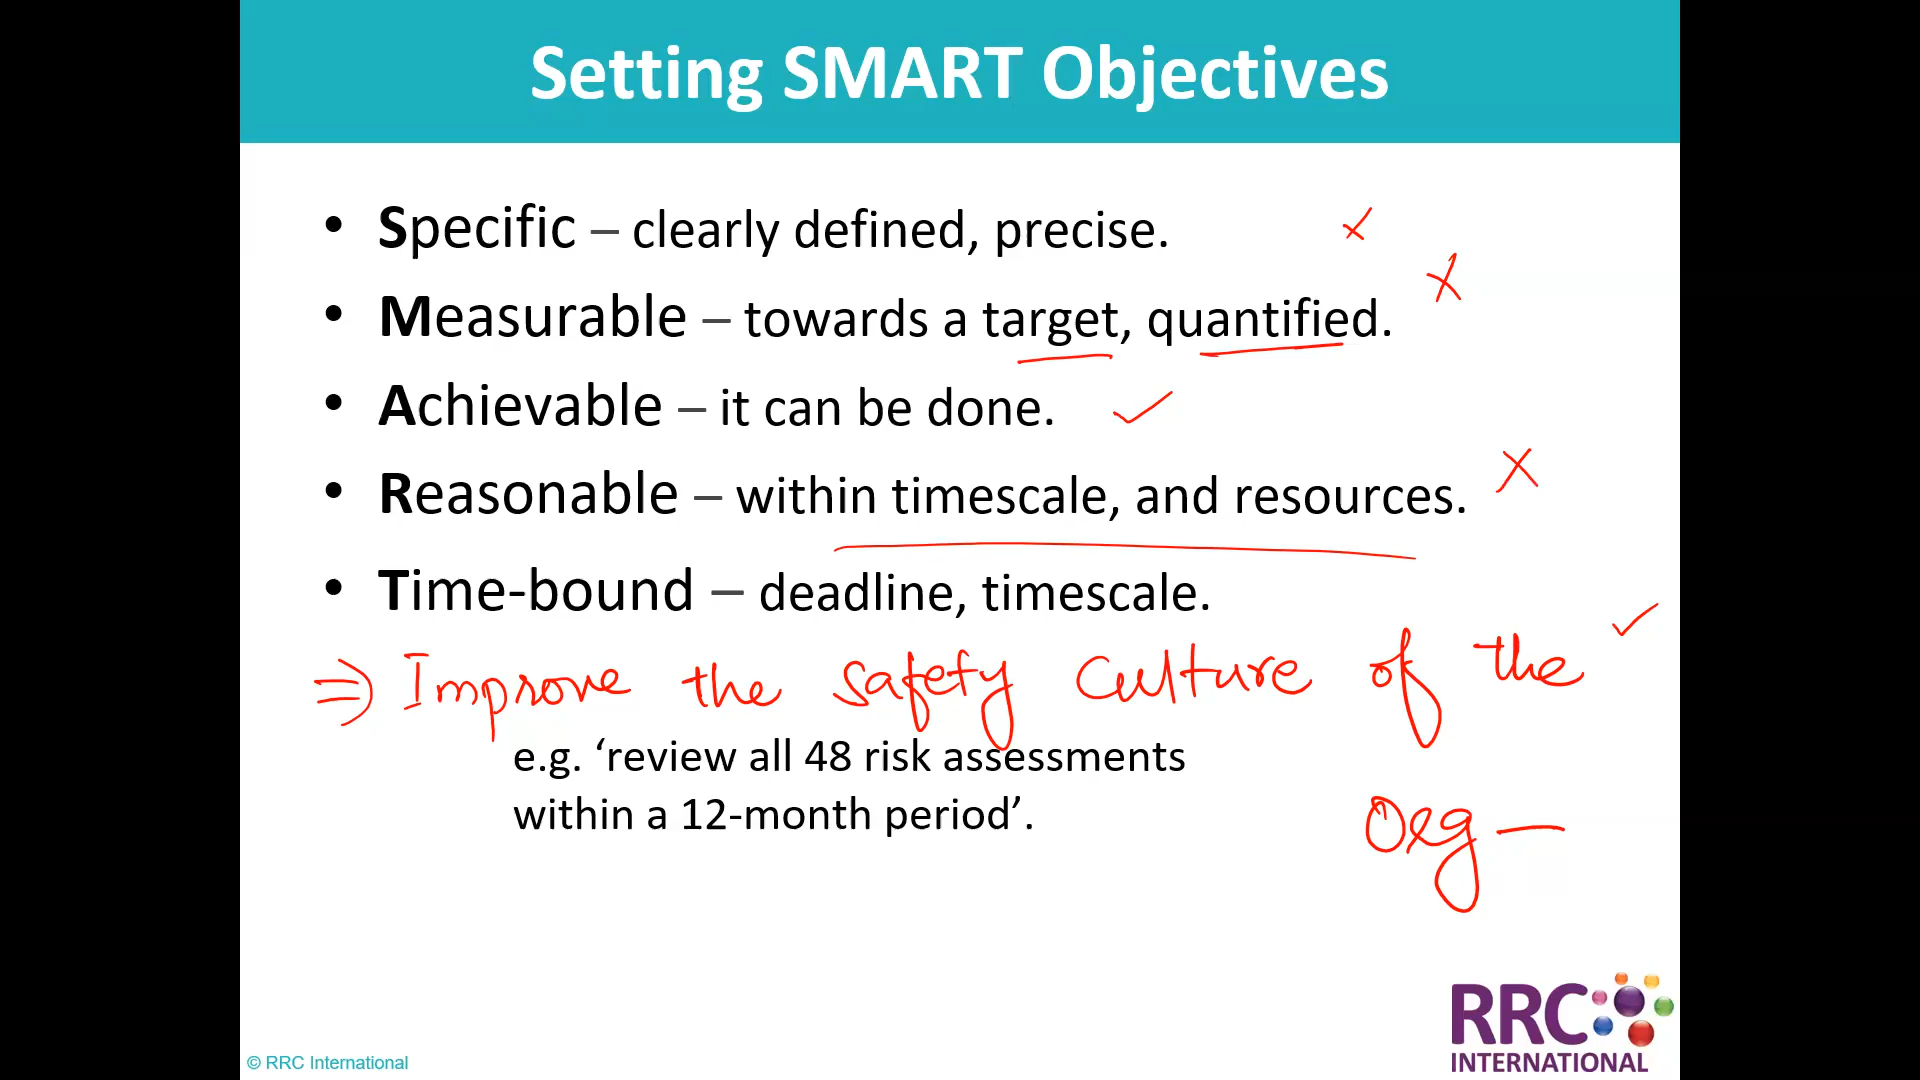 Setting SMART Objectives
• Specific – clearly defined, precise.
• Measurable – towards a target, quantified.
• Achievable – it can be done.
• Reasonable – within timescale, and resources.
• Time-bound – deadline, timescale.
⇒ Improve the safety culture of the
e.g. ‘review all 48 risk assessments
within a 12-month period’.
Org —
RRC
INTERNATIONAL
© RRC International